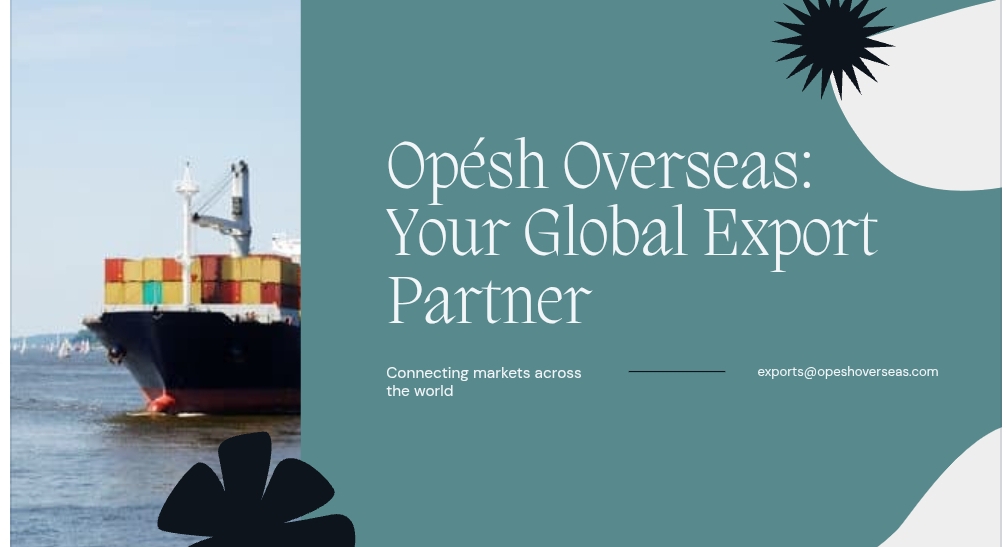 Opésh Overseas:
Your Global Export
Partner
Connecting markets across
the world
exports@opeshoverseas.com